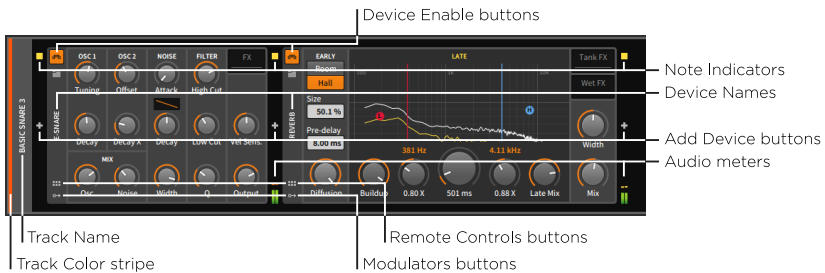 Device Enable buttons
OSC 1 OSC 2 NOISE FILTER FX
Tuning Offset Attack High Cut
Decay Decay X Decay Low Cut Vel Sens.
MIX
Osc Noise Width Q Output
BASIC SNARE 3
E-SNARE
REVERB
EARLY
Room
Hall
Size
50.1 %
Pre-delay
8.00 ms
Diffusion
LATE
100 1k 10k
L
H
381 Hz 4.11 kHz
Buildup 0.80 X 501 ms 0.88 X Late Mix
Tank FX
Wet FX
Width
Mix
Note Indicators
Device Names
Add Device buttons
Audio meters
Track Name
Remote Controls buttons
Track Color stripe
Modulators buttons